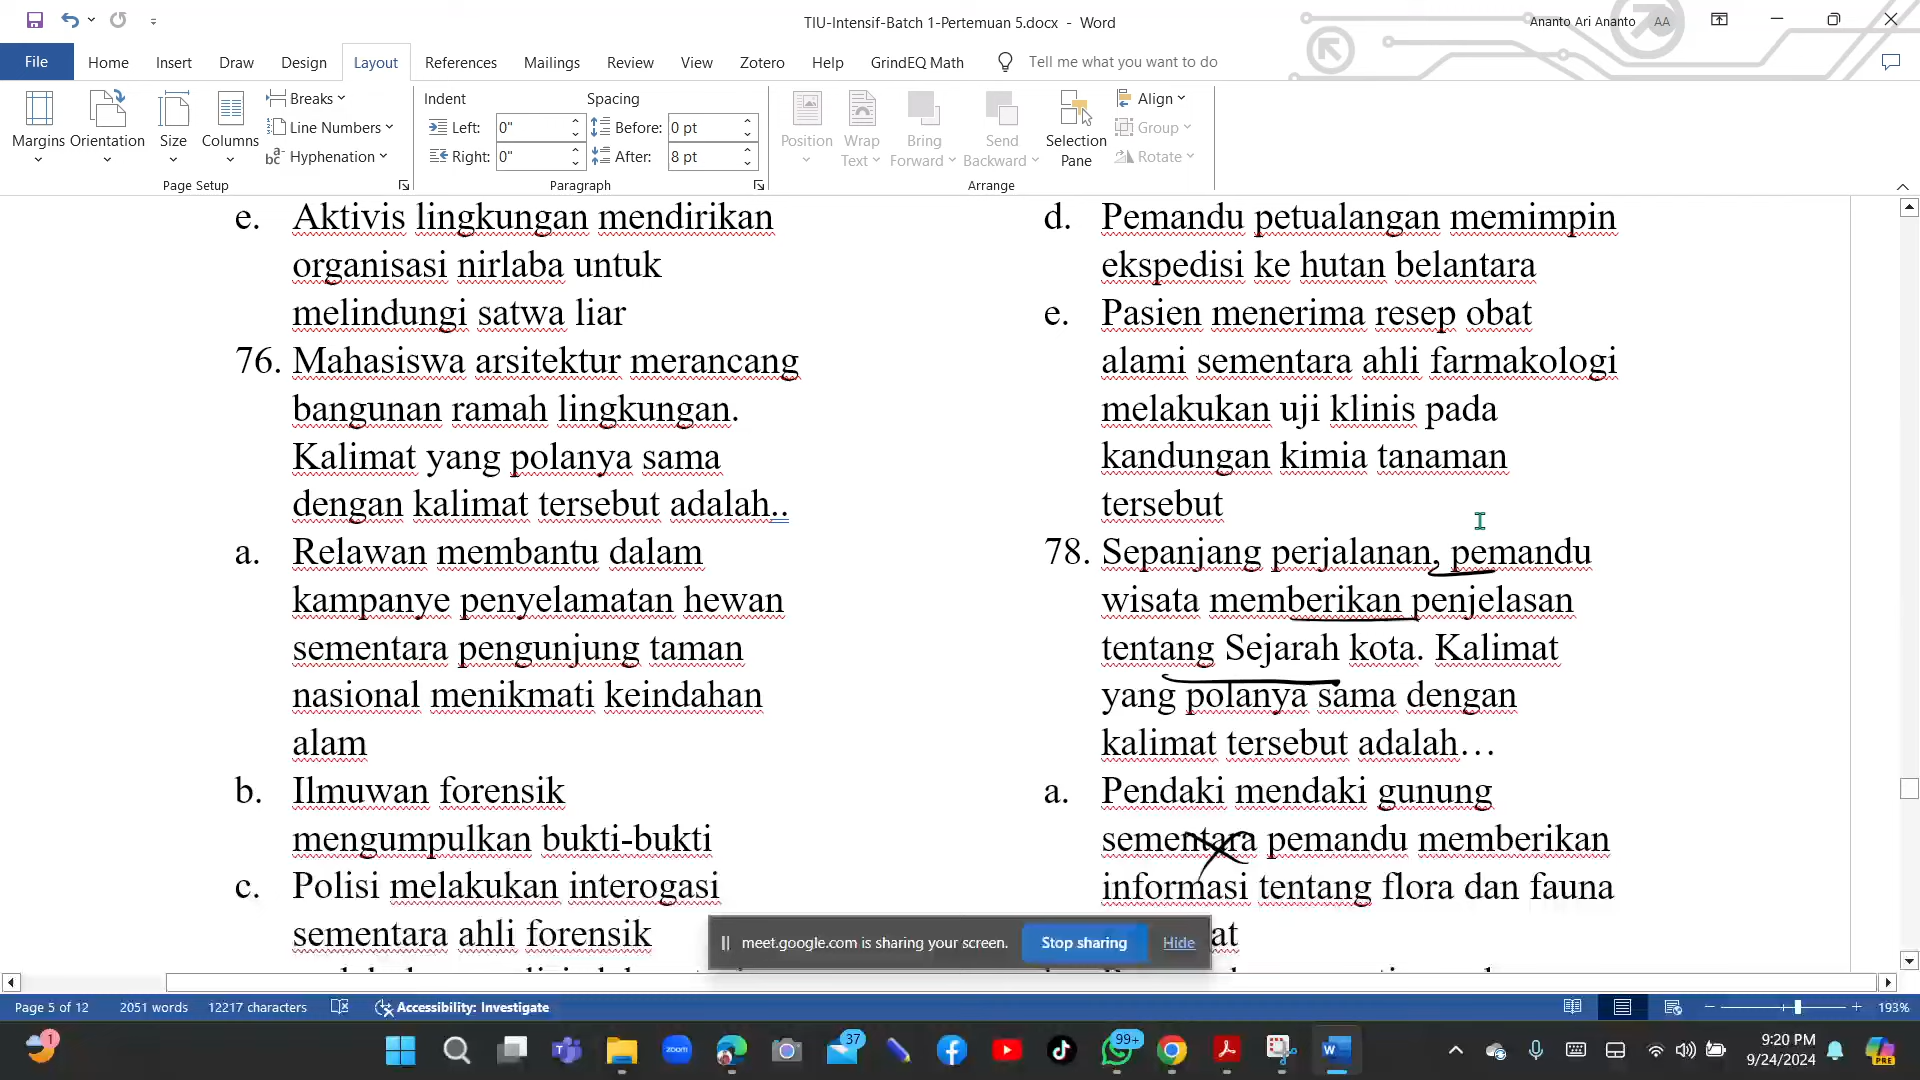 TIU-Intensif-Batch 1-Pertemuan 5.docx - Word
Ananto Ari Ananto
AA
File
Home
Insert
Draw
Design
Layout
References
Mailings
Review
View
Zotero
Help
GrindEQ Math
Tell me what you want to do
Margins
Orientation
Size
Columns
Breaks
Line Numbers
Hyphenation
Page Setup
Indent
Spacing
Left:
0"
Before:
0 pt
Right:
0"
After:
8 pt
Paragraph
Position
Wrap
Text
Bring
Forward
Send
Backward
Selection
Pane
Align
Group
Rotate
Arrange
e. Aktivis lingkungan mendirikan
organisasi nirlaba untuk
melindungi satwa liar
76. Mahasiswa arsitektur merancang
bangunan ramah lingkungan.
Kalimat yang polanya sama
dengan kalimat tersebut adalah..
a. Relawan membantu dalam
kampanye penyelamatan hewan
sementara pengunjung taman
nasional menikmati keindahan
alam
b. Ilmuwan forensik
mengumpulkan bukti-bukti
c. Polisi melakukan interogasi
sementara ahli forensik
d. Pemandu petualangan memimpin
ekspedisi ke hutan belantara
e. Pasien menerima resep obat
alami sementara ahli farmakologi
melakukan uji klinis pada
kandungan kimia tanaman
tersebut
78. Sepanjang perjalanan, pemandu
wisata memberikan penjelasan
tentang Sejarah kota. Kalimat
yang polanya sama dengan
kalimat tersebut adalah…
a. Pendaki mendaki gunung
sementara pemandu memberikan
informasi tentang flora dan fauna
meet.google.com is sharing your screen.
Stop sharing
Hide
Page 5 of 12
2051 words
12217 characters
Accessibility: Investigate
193%
1
zoom
37
99+
9:20 PM
9/24/2024
PRE